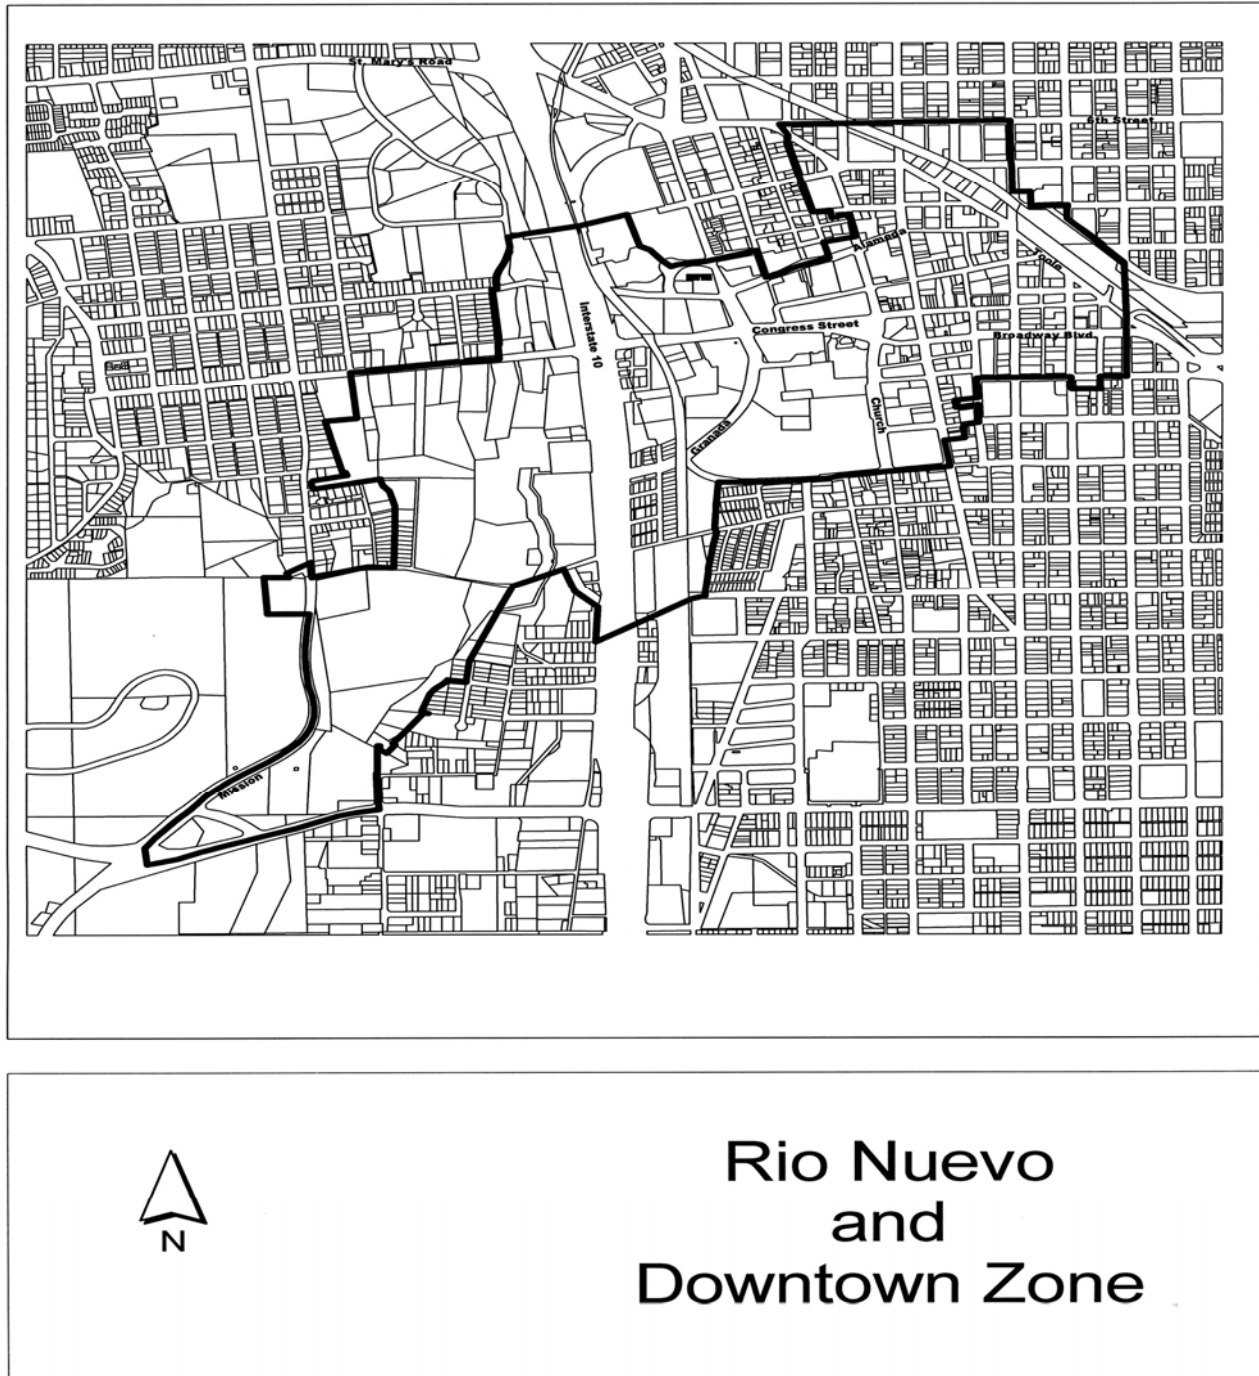 St. Mary's Road
6th Street
Alameda
Toole
Interstate 10
Congress Street
Broadway Blvd
Church
Granada
Mission
N
Rio Nuevo
and
Downtown Zone